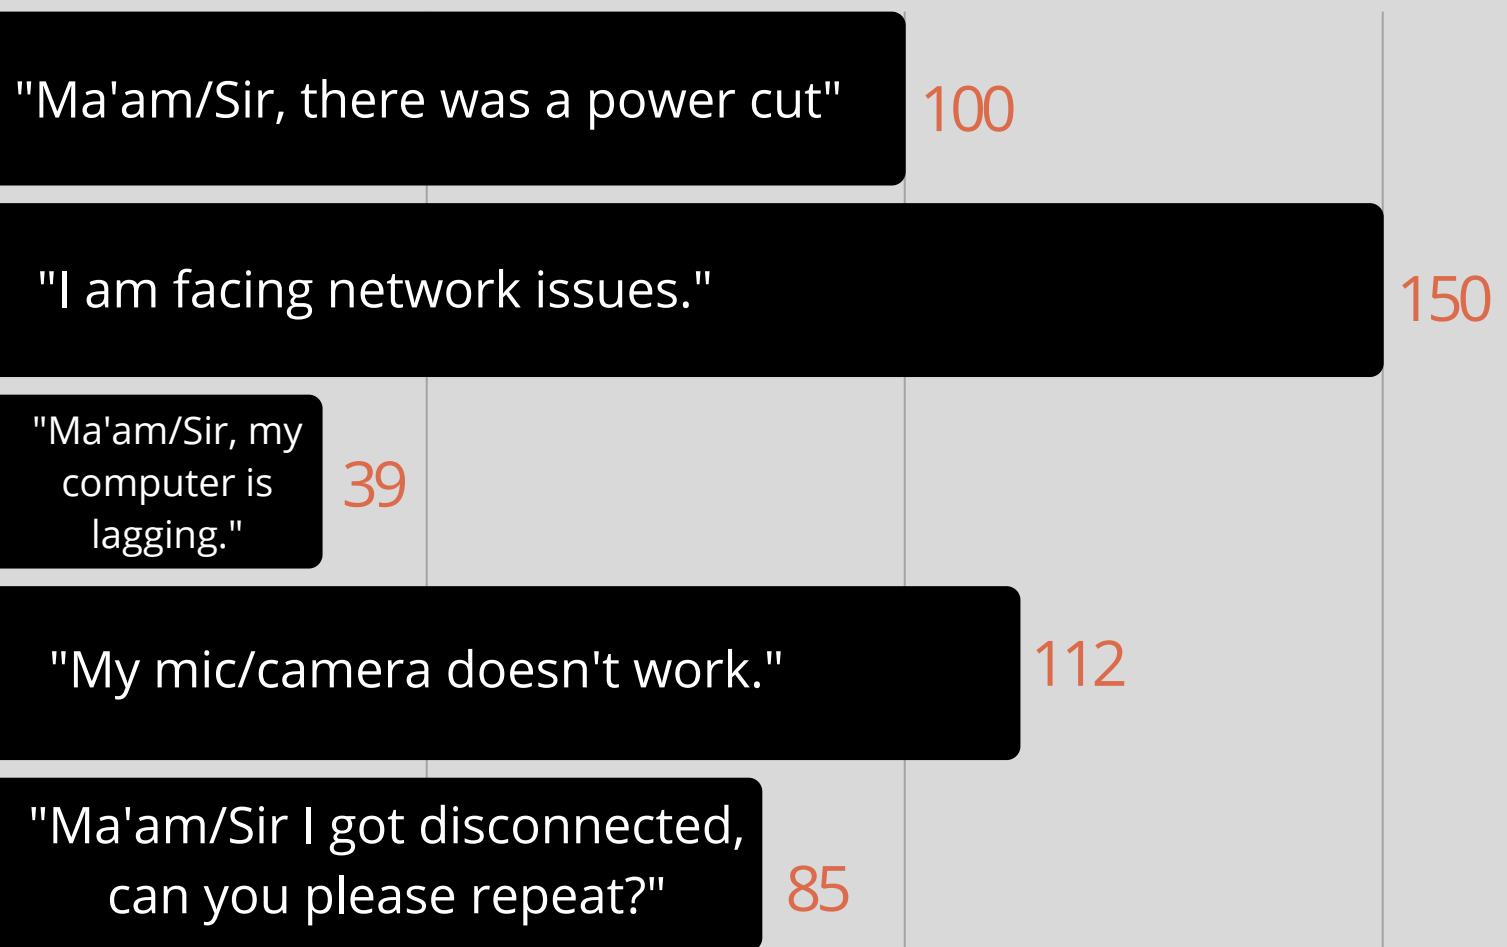 "Ma'am/Sir, there was a power cut"
100
"I am facing network issues."
150
"Ma'am/Sir, my
computer is
lagging."
39
"My mic/camera doesn't work."
112
"Ma'am/Sir I got disconnected,
can you please repeat?"
85